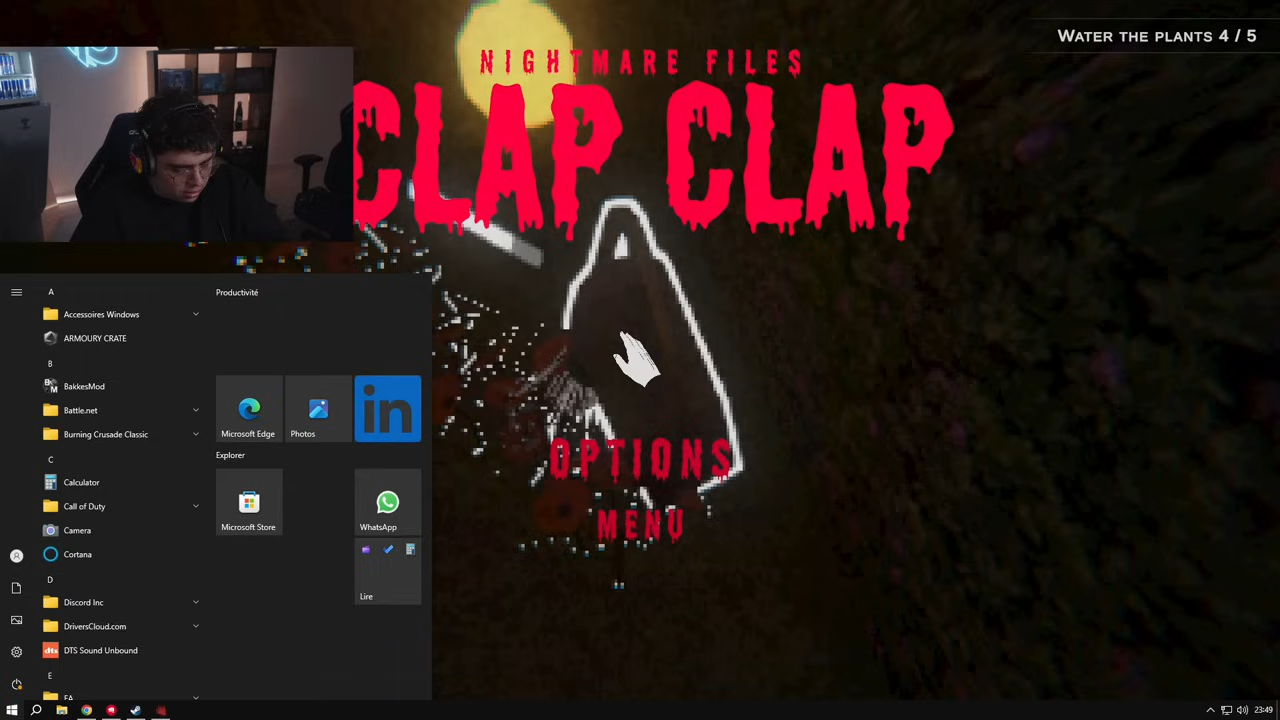 WATER THE PLANTS 4 / 5
NIGHTMARE FILES
CLAP CLAP
OPTIONS
MENU
A
Accessoires Windows
ARMOURY CRATE
B
BakkesMod
Battle.net
Burning Crusade Classic
C
Calculator
Call of Duty
Camera
Cortana
D
Discord Inc
DriversCloud.com
DTS Sound Unbound
E
EA
Productivité
Microsoft Edge
Photos
in
Explorer
Microsoft Store
WhatsApp
Lire
23:49